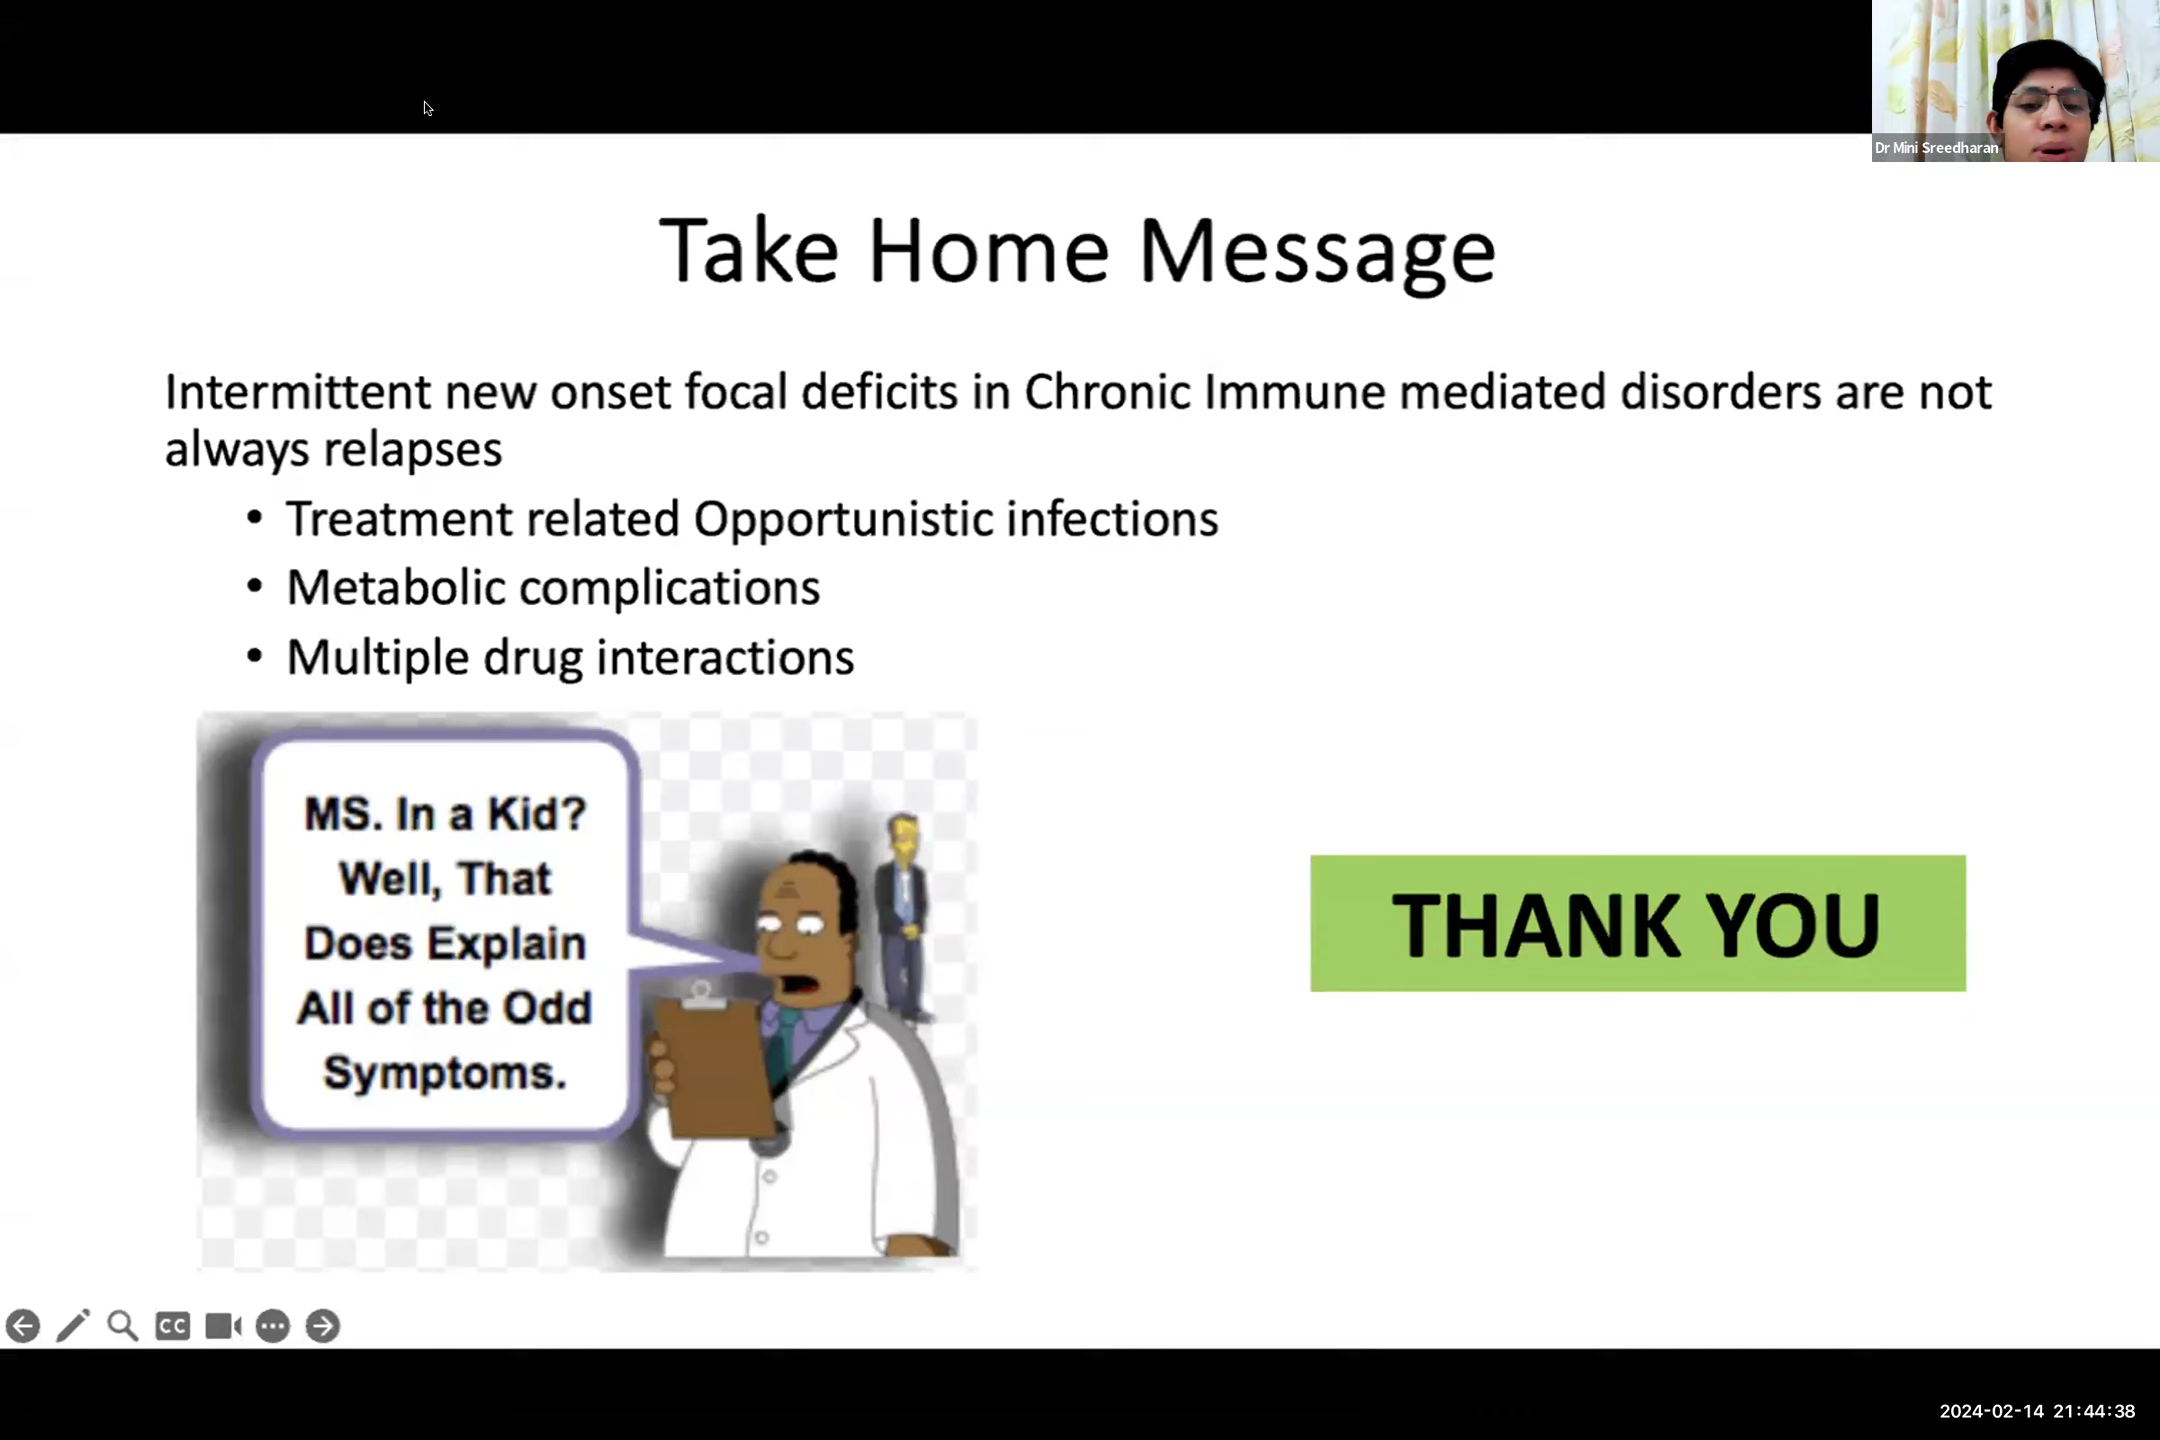 Dr Mini Sreedharan
Take Home Message
Intermittent new onset focal deficits in Chronic Immune mediated disorders are not
always relapses
• Treatment related Opportunistic infections
• Metabolic complications
• Multiple drug interactions
MS. In a Kid?
Well, That
Does Explain
All of the Odd
Symptoms.
THANK YOU
CC
2024-02-14 21:44:38